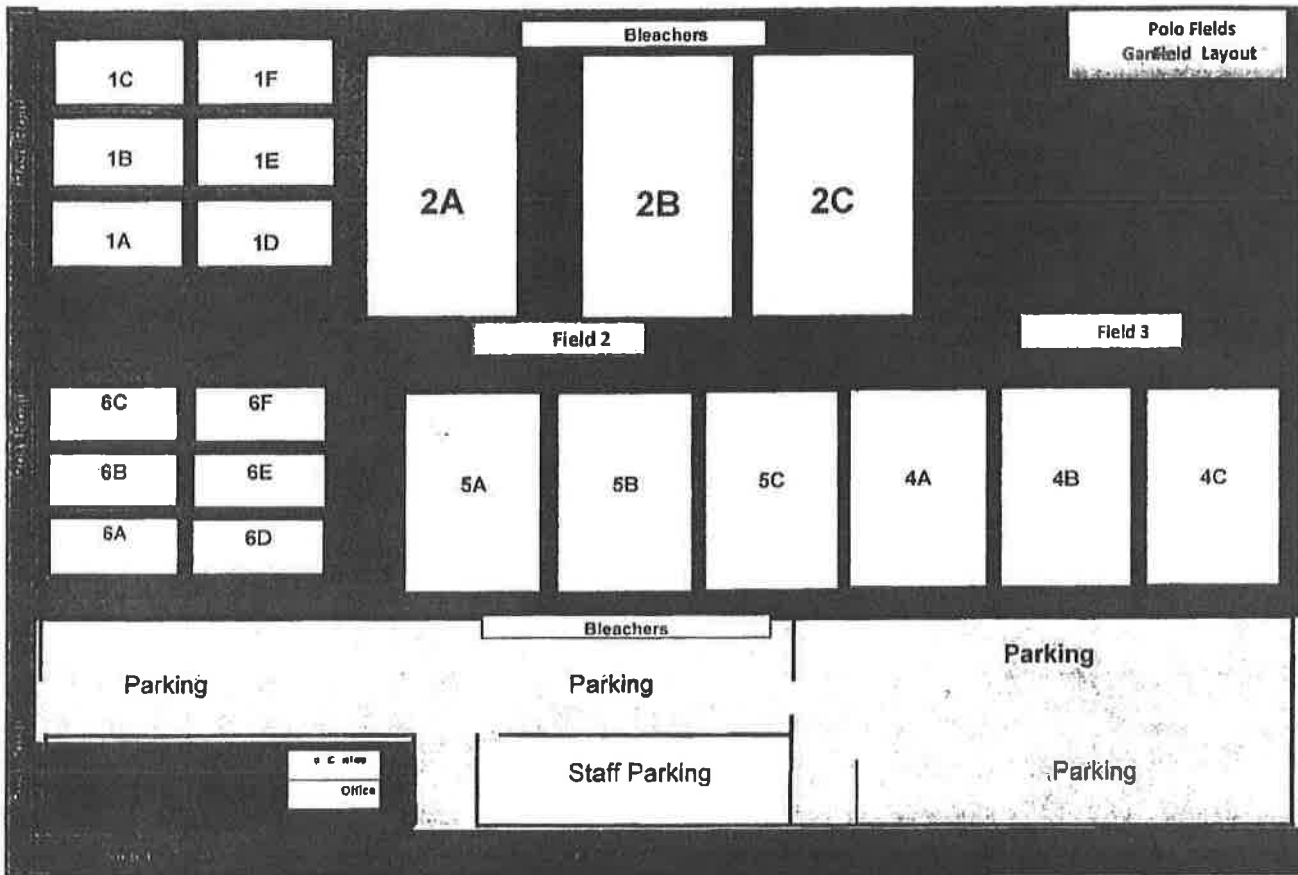 Bleachers
Polo Fields
Garfield Layout
1C
1F
1B
1E
1A
1D
2A
2B
2C
Field 2
Field 3
6C
6F
6B
6E
6A
6D
5A
5B
5C
4A
4B
4C
Bleachers
Parking
Parking
Parking
Staff Parking
Parking
Office